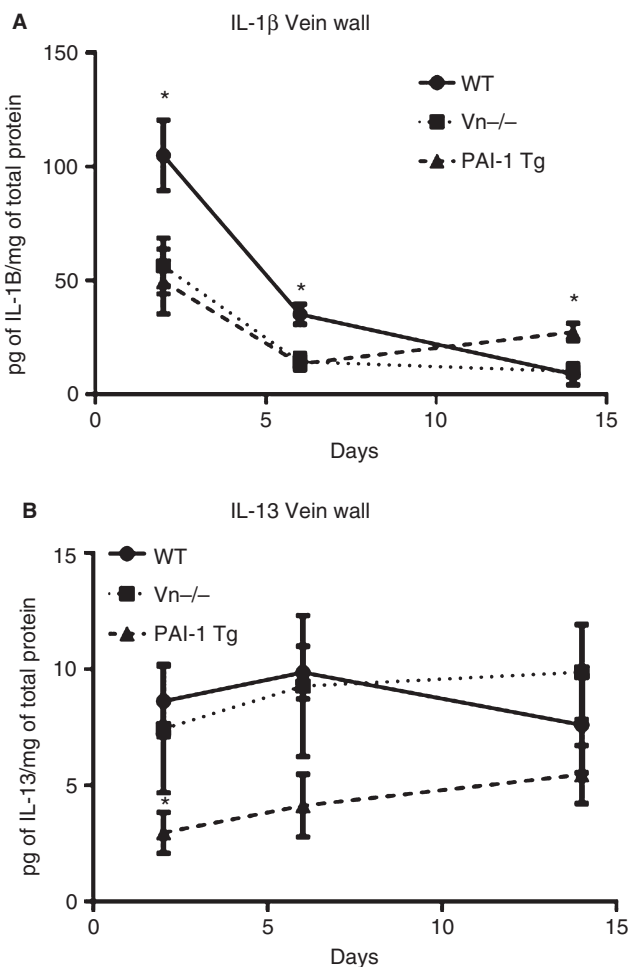 A
IL-1β Vein wall
150
100
50
0
pg of IL-1B/mg of total protein
WT
Vn–/–
PAI-1 Tg
*
*
*
0 5 10 15
Days
B
IL-13 Vein wall
15
10
5
0
pg of IL-13/mg of total protein
WT
Vn–/–
PAI-1 Tg
*
0 5 10 15
Days